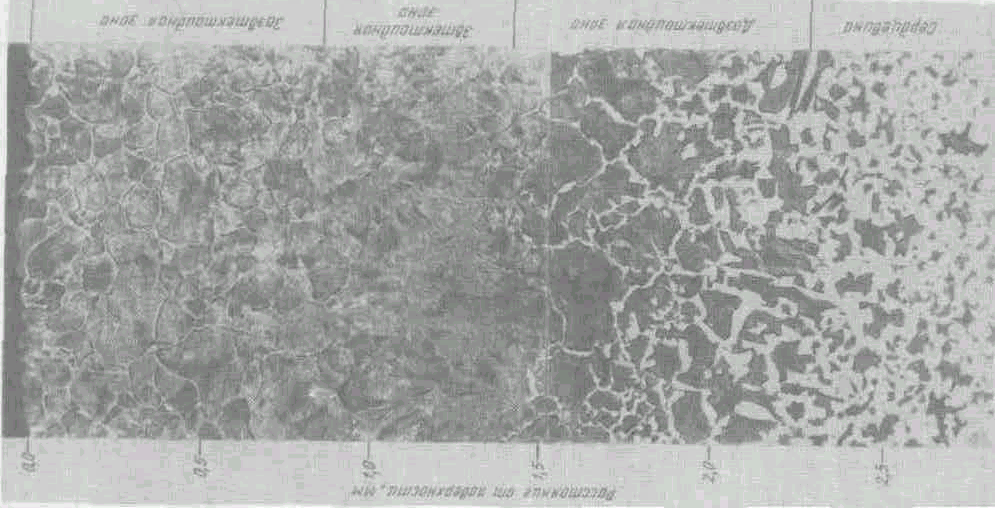 Расстояние от поверхности, мм
2,5 2,0 1,5 1,0 0,5 0,0
Сердцевина Доэвтектоидная зона Эвтектоидная зона Заэвтектоидная зона